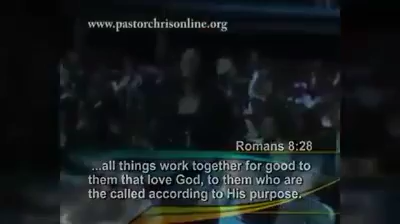 www.pastorchrisonline.org
Romans 8:28
...all things work together for good to
them that love God, to them who are
the called according to His purpose.